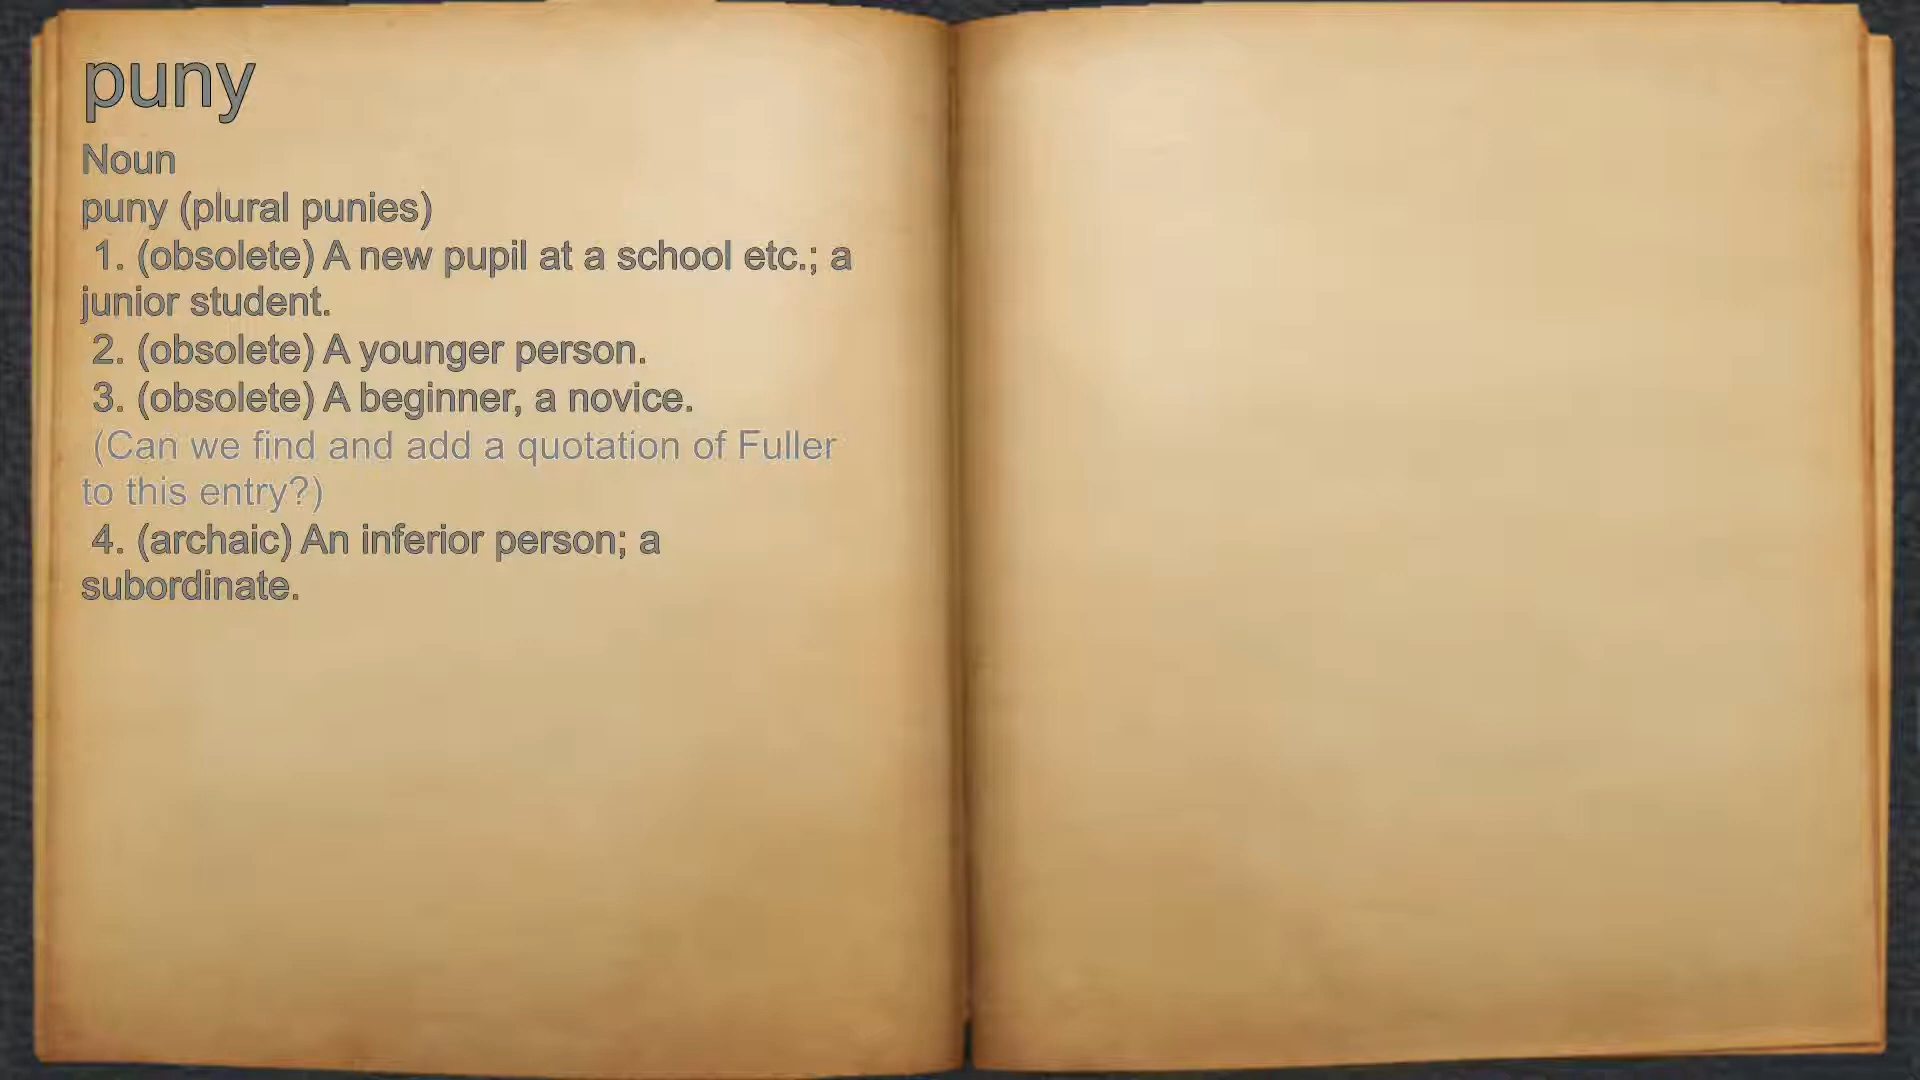 puny
Noun
puny (plural punies)
1. (obsolete) A new pupil at a school etc.; a
junior student.
2. (obsolete) A younger person.
3. (obsolete) A beginner, a novice.
(Can we find and add a quotation of Fuller
to this entry?)
4. (archaic) An inferior person; a
subordinate.